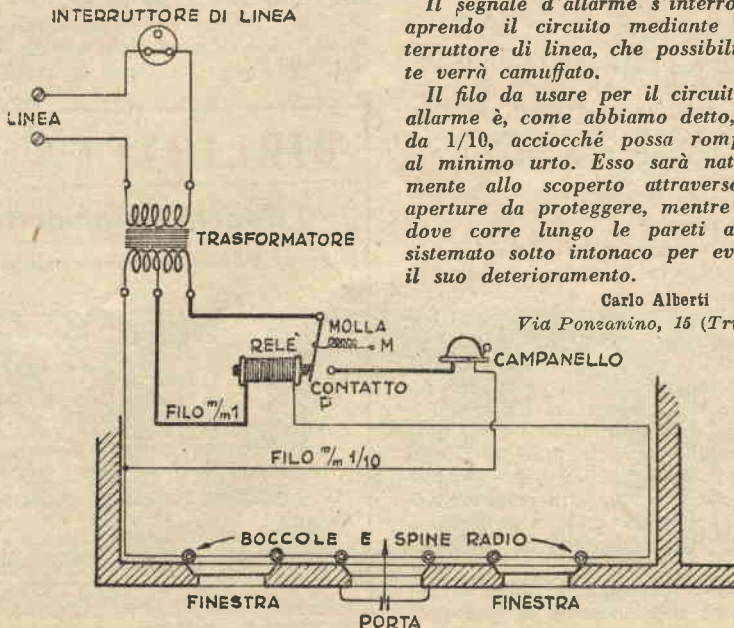 Il segnale d'allarme s'interro
aprendo il circuito mediante
terruttore di linea, che possibili
te verrà camuffato.
Il filo da usare per il circuit
allarme è, come abbiamo detto,
da 1/10, acciocché possa romp
al minimo urto. Esso sarà nat
mente allo scoperto attraverse
aperture da proteggere, mentre
dove corre lungo le pareti a
sistemato sotto intonaco per ev
il suo deterioramento.
Carlo Alberti
Via Ponzanino, 15 (Tr
INTERRUTTORE DI LINEA
LINEA
TRASFORMATORE
MOLLA
M
RELÈ
CONTATTO
P
CAMPANELLO
FILO m/m 1
FILO m/m 1/10
BOCCOLE E SPINE RADIO
FINESTRA
PORTA
FINESTRA